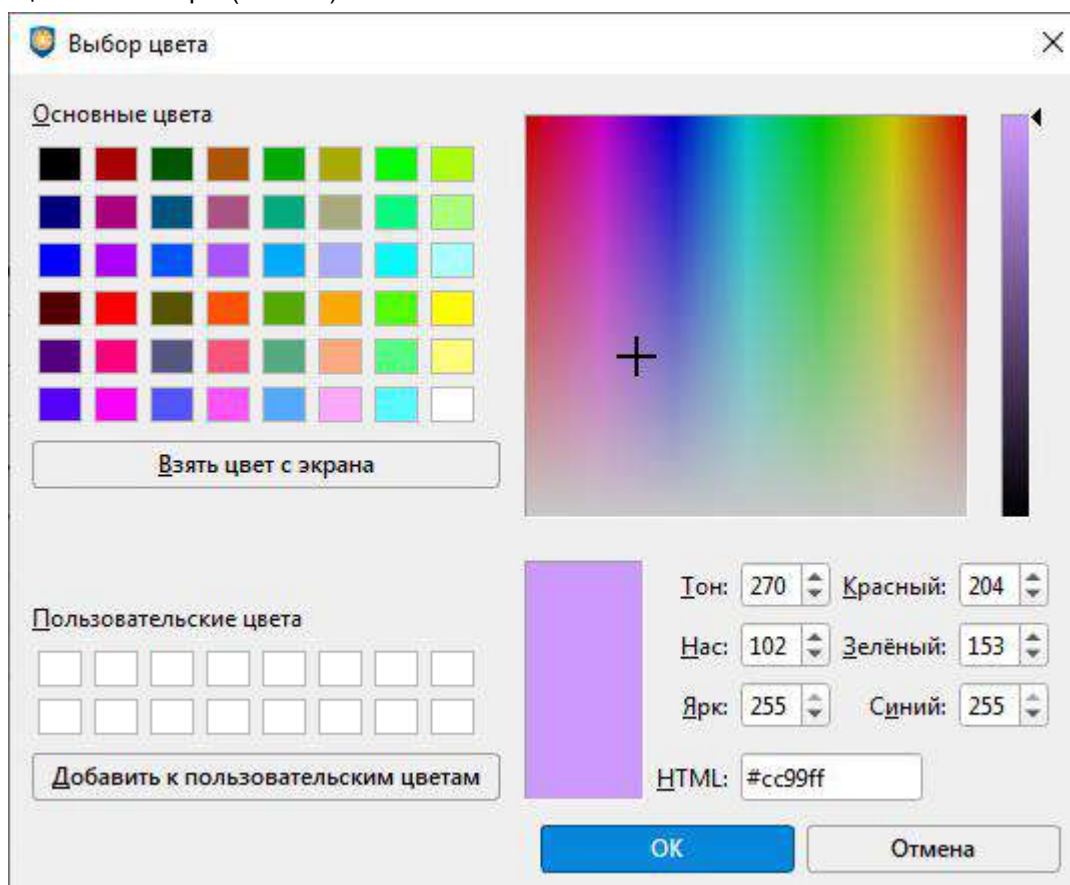 Выбор цвета
Основные цвета
Взять цвет с экрана
Тон: 270 Красный: 204
Пользовательские цвета
Нас: 102 Зелёный: 153
Ярк: 255 Синий: 255
Добавить к пользовательским цветам
HTML: #cc99ff
OK Отмена